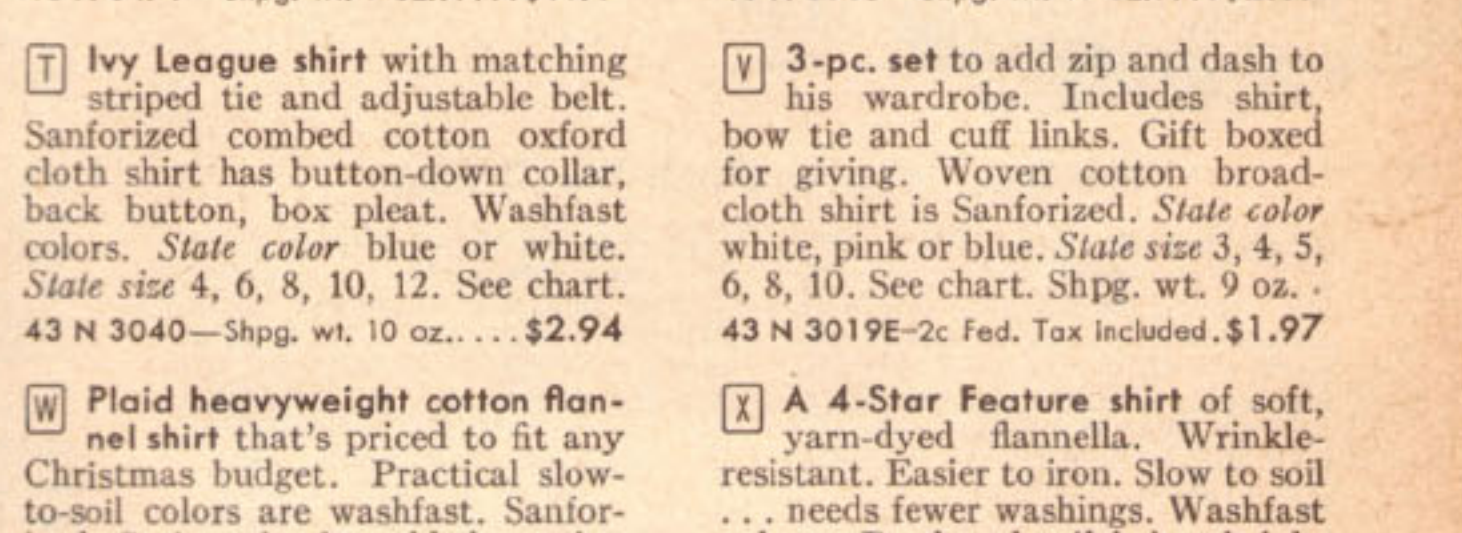 T Ivy League shirt with matching
striped tie and adjustable belt.
Sanforized combed cotton oxford
cloth shirt has button-down collar,
back button, box pleat. Washfast
colors. State color blue or white.
State size 4, 6, 8, 10, 12. See chart.
43 N 3040—Shpg. wt. 10 oz.....$2.94
W Plaid heavyweight cotton flan-
nel shirt that's priced to fit any
Christmas budget. Practical slow-
to-soil colors are washfast. Sanfor-
V 3-pc. set to add zip and dash to
his wardrobe. Includes shirt,
bow tie and cuff links. Gift boxed
for giving. Woven cotton broad-
cloth shirt is Sanforized. State color
white, pink or blue. State size 3, 4, 5,
6, 8, 10. See chart. Shpg. wt. 9 oz. .
43 N 3019E—2c Fed. Tax included.$1.97
X A 4-Star Feature shirt of soft,
yarn-dyed flannella. Wrinkle-
resistant. Easier to iron. Slow to soil
... needs fewer washings. Washfast